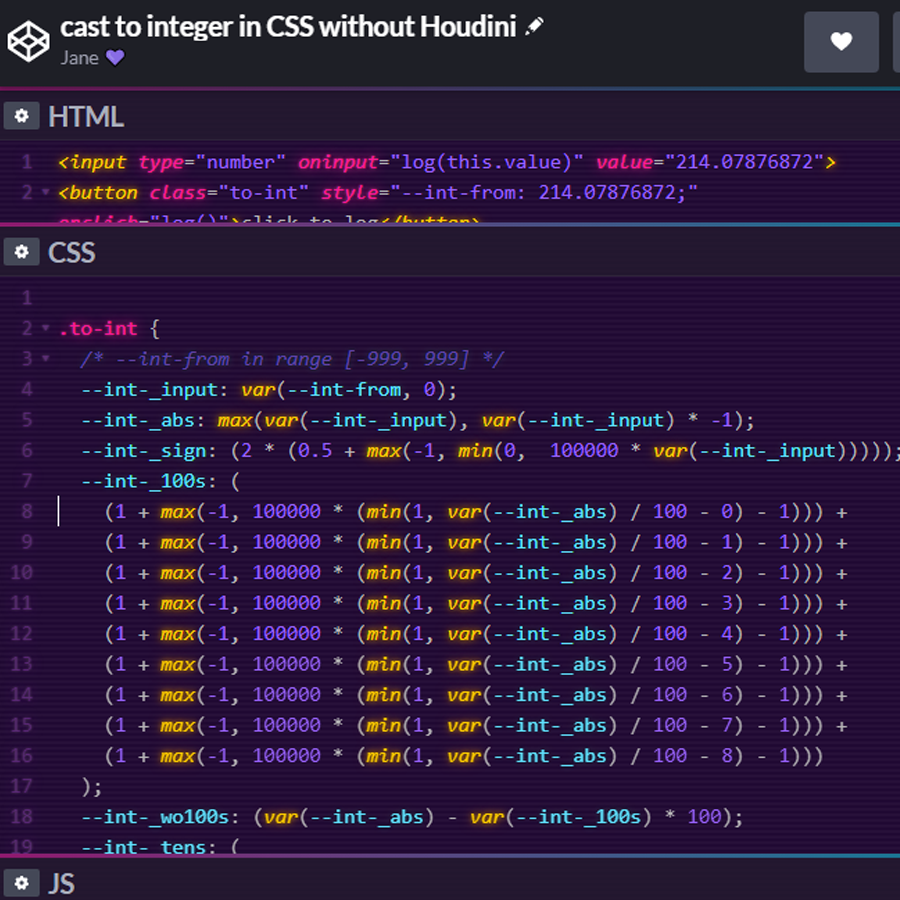 cast to integer in CSS without Houdini
Jane 💜
HTML
1 <input type="number" oninput="log(this.value)" value="214.07876872">
2 <button class="to-int" style="--int-from: 214.07876872;"
onclick="log()">click to log</button>
CSS
1
2 .to-int {
3 /* --int-from in range [-999, 999] */
4 --int-_input: var(--int-from, 0);
5 --int-_abs: max(var(--int-_input), var(--int-_input) * -1);
6 --int-_sign: (2 * (0.5 + max(-1, min(0,  100000 * var(--int-_input)))));
7 --int-_100s: (
8 (1 + max(-1, 100000 * (min(1, var(--int-_abs) / 100 - 0) - 1))) +
9 (1 + max(-1, 100000 * (min(1, var(--int-_abs) / 100 - 1) - 1))) +
10 (1 + max(-1, 100000 * (min(1, var(--int-_abs) / 100 - 2) - 1))) +
11 (1 + max(-1, 100000 * (min(1, var(--int-_abs) / 100 - 3) - 1))) +
12 (1 + max(-1, 100000 * (min(1, var(--int-_abs) / 100 - 4) - 1))) +
13 (1 + max(-1, 100000 * (min(1, var(--int-_abs) / 100 - 5) - 1))) +
14 (1 + max(-1, 100000 * (min(1, var(--int-_abs) / 100 - 6) - 1))) +
15 (1 + max(-1, 100000 * (min(1, var(--int-_abs) / 100 - 7) - 1))) +
16 (1 + max(-1, 100000 * (min(1, var(--int-_abs) / 100 - 8) - 1)))
17 );
18 --int-_wo100s: (var(--int-_abs) - var(--int-_100s) * 100);
19 --int-_tens: (
JS